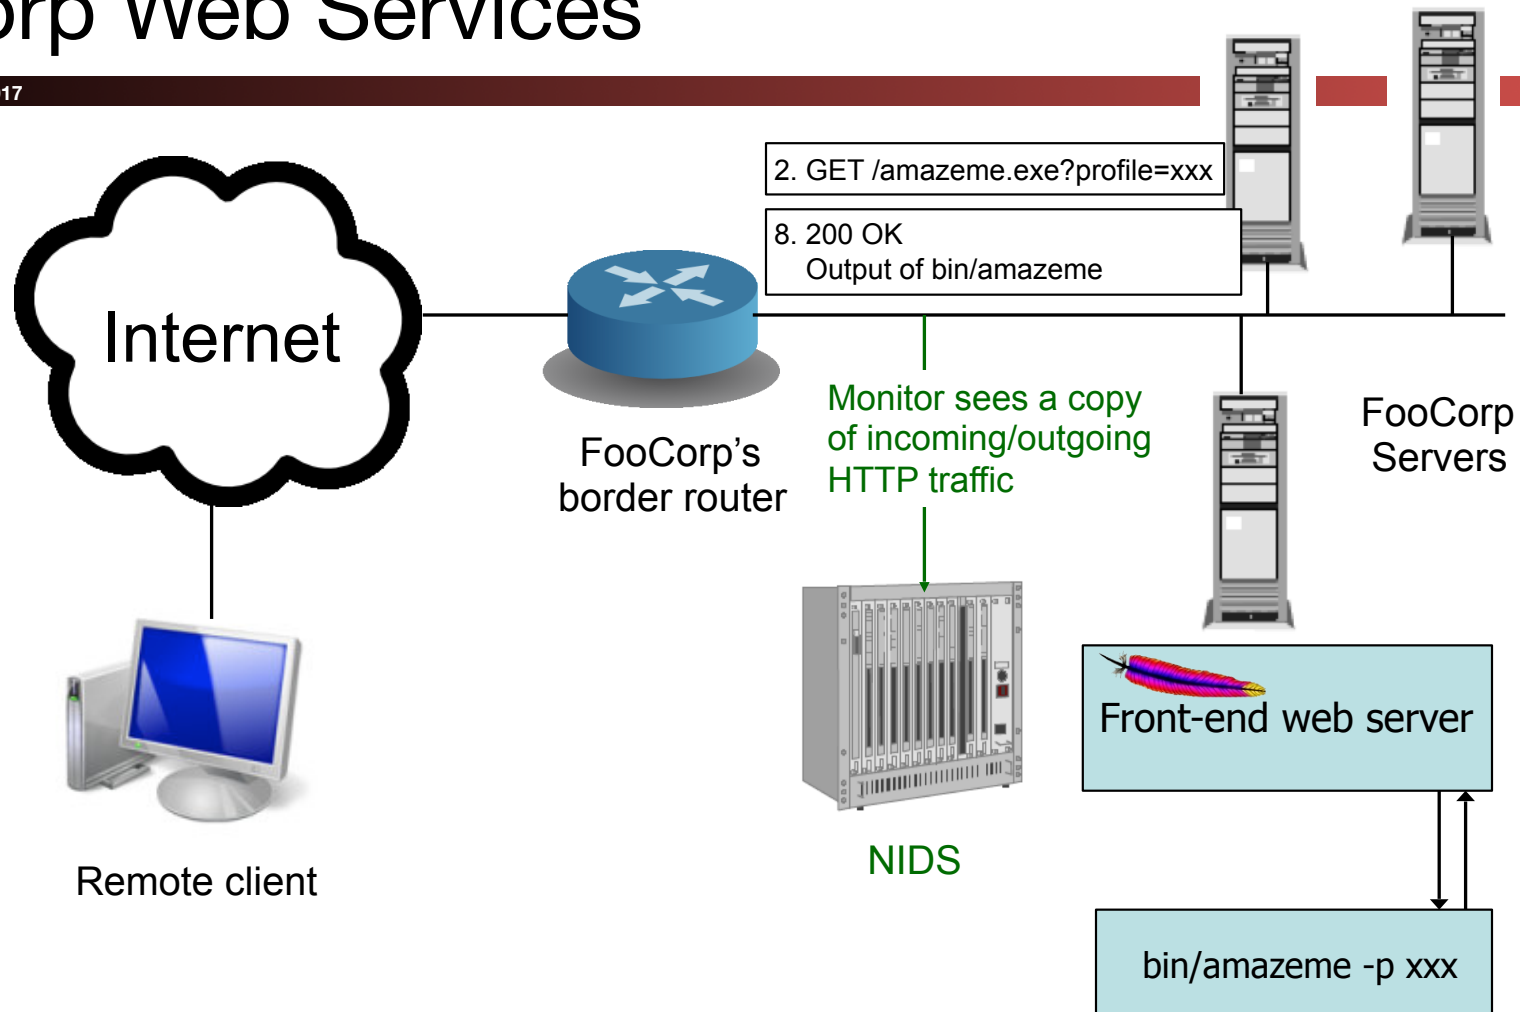 orp Web Services
17
2. GET /amazeme.exe?profile=xxx
8. 200 OK
Output of bin/amazeme
Internet
Monitor sees a copy
of incoming/outgoing
HTTP traffic
FooCorp's
border router
FooCorp
Servers
Front-end web server
NIDS
Remote client
bin/amazeme -p xxx